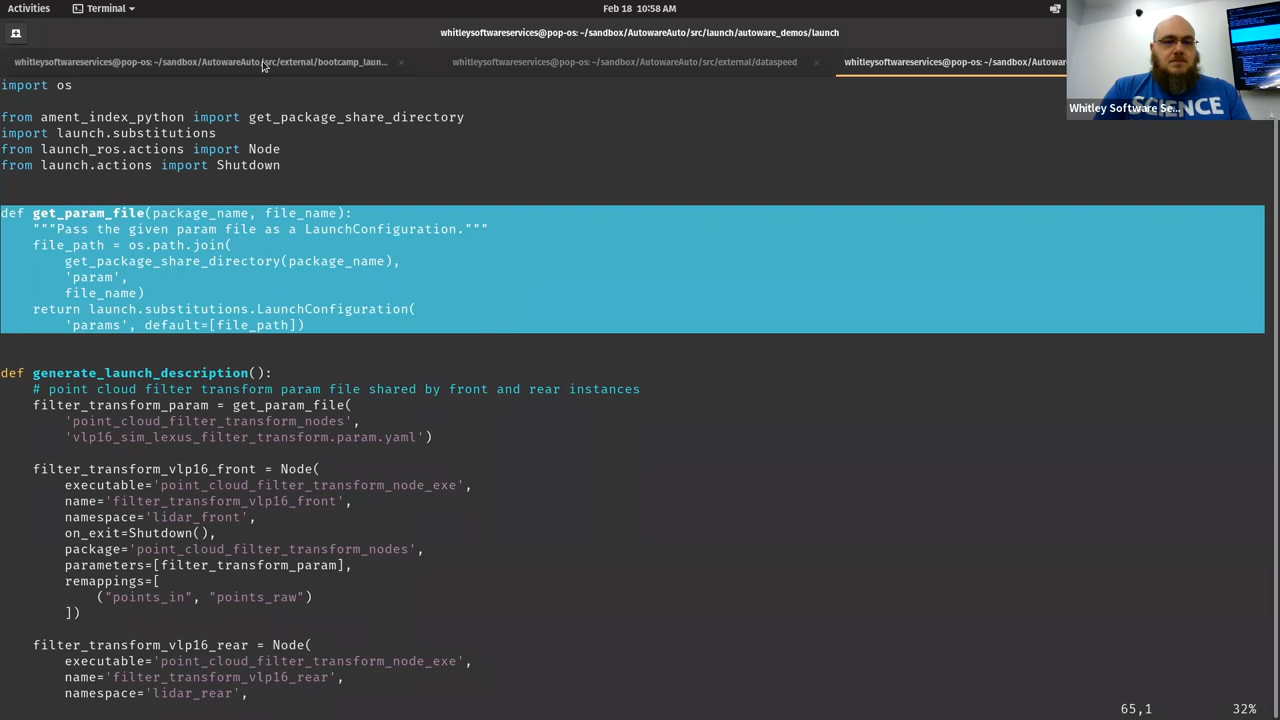 Activities
Terminal
Feb 18 10:58 AM
whitleysoftwareservices@pop-os: ~/sandbox/AutowareAuto/src/launch/autoware_demos/launch
whitleysoftwareservices@pop-os: ~/sandbox/AutowareAuto/src/external/bootcamp_laun...
whitleysoftwareservices@pop-os: ~/sandbox/AutowareAuto/src/external/dataspeed
whitleysoftwareservices@pop-os: ~/sandbox/AutowareAuto
SCIENCE
Whitley Software Se...
import os
from ament_index_python import get_package_share_directory
import launch.substitutions
from launch_ros.actions import Node
from launch.actions import Shutdown
def get_param_file(package_name, file_name):
    """Pass the given param file as a LaunchConfiguration."""
    file_path = os.path.join(
        get_package_share_directory(package_name),
        'param',
        file_name)
    return launch.substitutions.LaunchConfiguration(
        'params', default=[file_path])
def generate_launch_description():
    # point cloud filter transform param file shared by front and rear instances
    filter_transform_param = get_param_file(
        'point_cloud_filter_transform_nodes',
        'vlp16_sim_lexus_filter_transform.param.yaml')
    filter_transform_vlp16_front = Node(
        executable='point_cloud_filter_transform_node_exe',
        name='filter_transform_vlp16_front',
        namespace='lidar_front',
        on_exit=Shutdown(),
        package='point_cloud_filter_transform_nodes',
        parameters=[filter_transform_param],
        remappings=[
            ("points_in", "points_raw")
        ])
    filter_transform_vlp16_rear = Node(
        executable='point_cloud_filter_transform_node_exe',
        name='filter_transform_vlp16_rear',
        namespace='lidar_rear',
65,1
32%